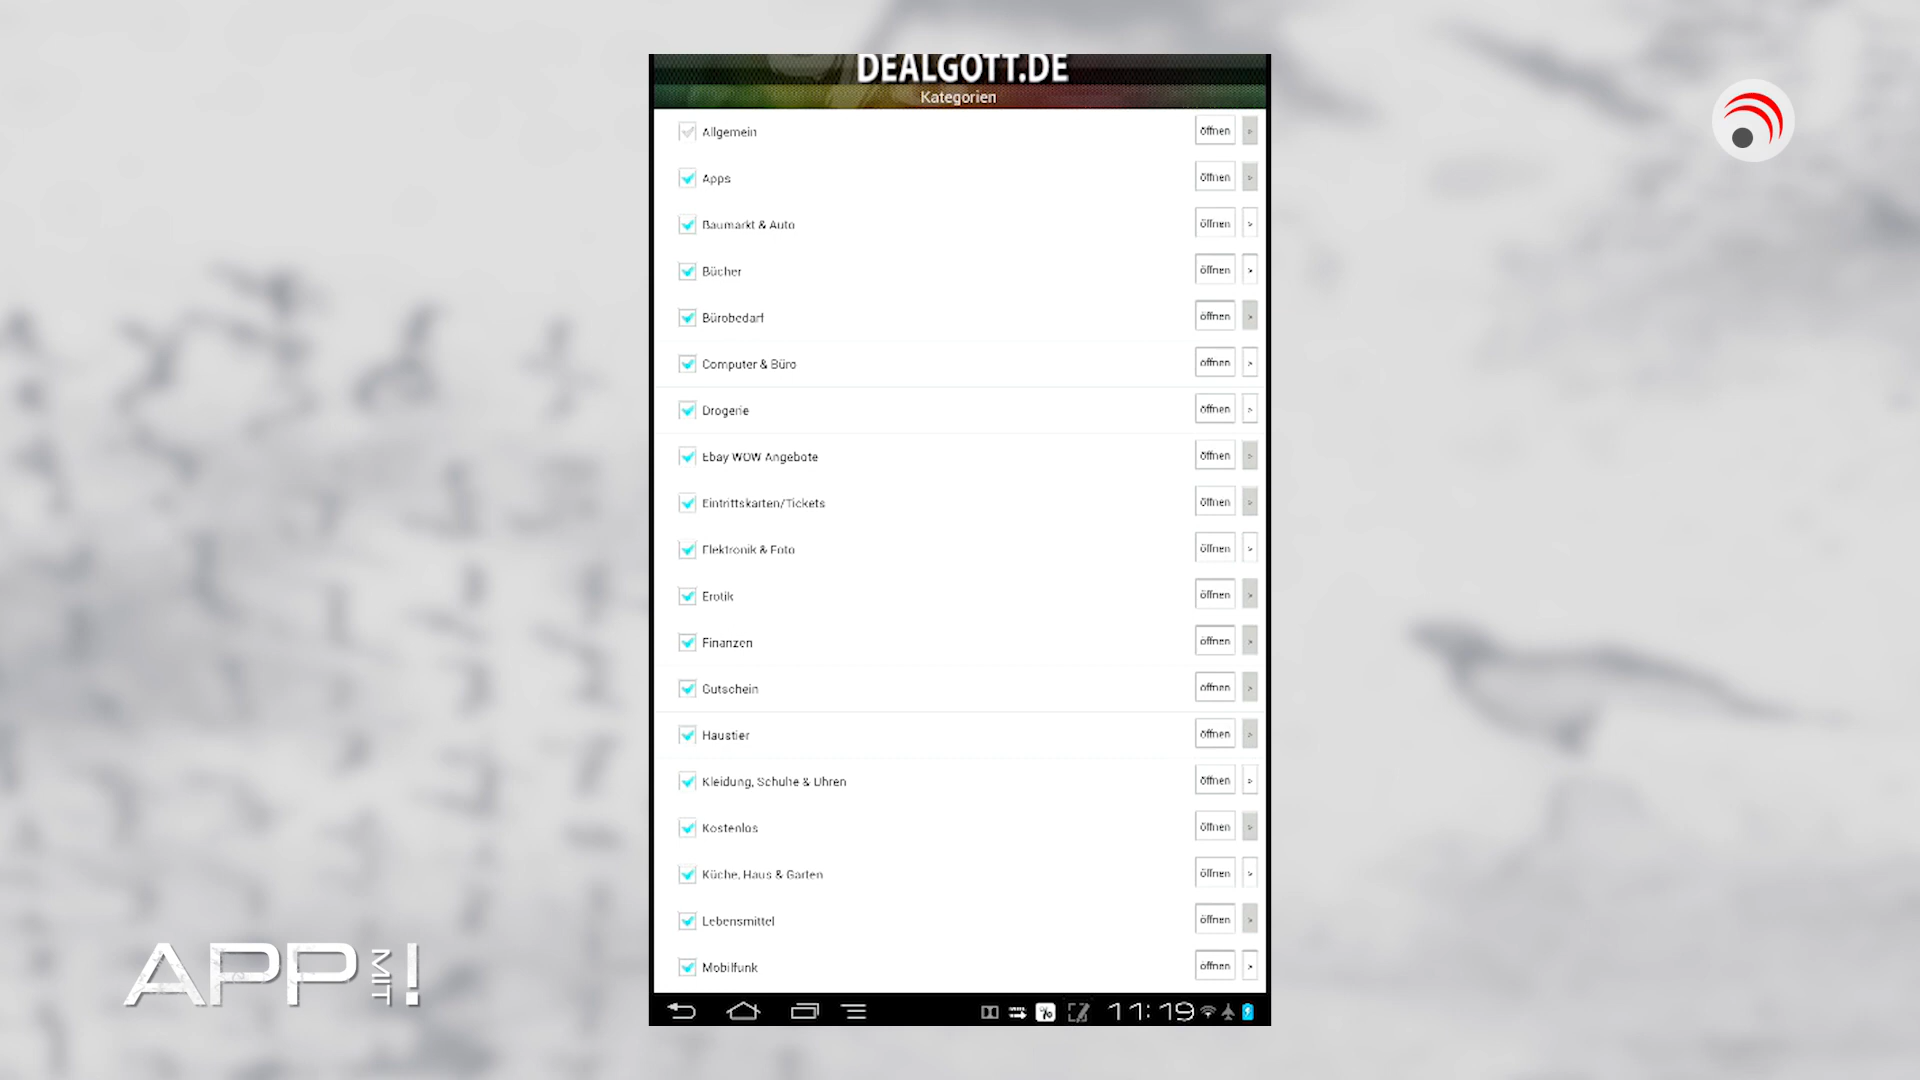 DEALGOTT.DE
Kategorien
Allgemein öffnen >
Apps öffnen >
Baumarkt & Auto öffnen >
Bücher öffnen >
Bürobedarf öffnen >
Computer & Büro öffnen >
Drogerie öffnen >
Ebay WOW Angebote öffnen >
Eintrittskarten/Tickets öffnen >
Elektronik & Foto öffnen >
Erotik öffnen >
Finanzen öffnen >
Gutschein öffnen >
Haustier öffnen >
Kleidung, Schuhe & Uhren öffnen >
Kostenlos öffnen >
Küche, Haus & Garten öffnen >
Lebensmittel öffnen >
Mobilfunk öffnen >
11:19
APP MIT !